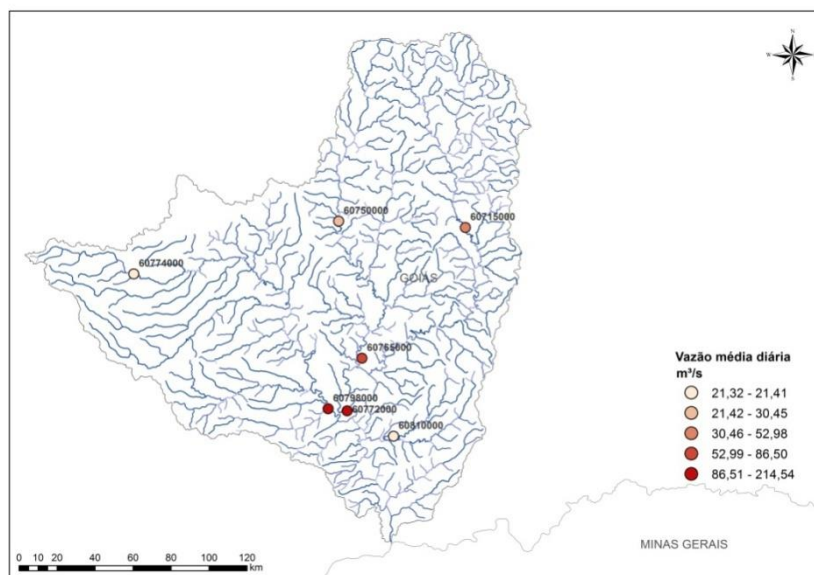 N
W
E
S
60750000
60715000
60774000
GOIÁS
60765000
60798000
60772000
60810000
Vazão média diária
m³/s
21,32 - 21,41
21,42 - 30,45
30,46 - 52,98
52,99 - 86,50
86,51 - 214,54
0 10 20 40 60 80 100 120
km
MINAS GERAIS